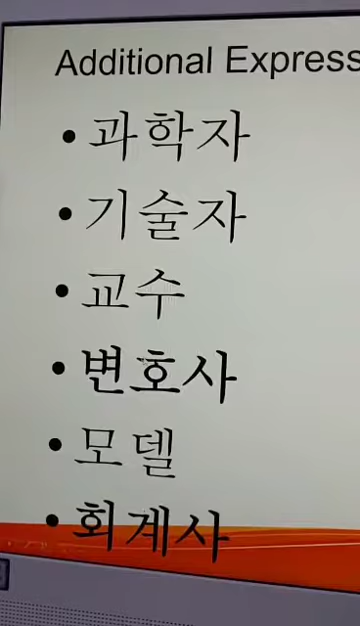 Additional Express
• 과학자
• 기술자
• 교수
• 변호사
• 모델
• 회계사